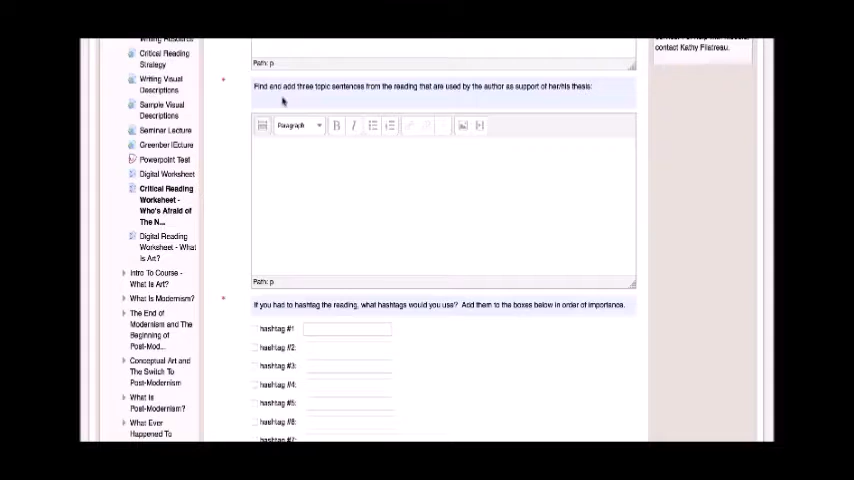 Critical Reading
Strategy
Writing Visual
Descriptions
Sample Visual
Descriptions
Seminar Lecture
Greenber lEcture
Powerpoint Test
Digital Worksheet
Critical Reading
Worksheet -
Who's Afraid of
The N...
Digital Reading
Worksheet - What
Is Art?
Intro To Course -
What Is Art?
What Is Modernism?
The End of
Modernism and The
Beginning of
Post-Mod...
Conceptual Art and
The Switch To
Post-Modernism
What Is
Post-Modernism?
What Ever
Happened To
Path: p
* Find and add three topic sentences from the reading that are used by the author as support of her/his thesis:
Paragraph B I
Path: p
* If you had to hashtag the reading, what hashtags would you use? Add them to the boxes below in order of importance.
hashtag #1
hashtag #2:
hashtag #3:
hashtag #4:
hashtag #5:
hashtag #6:
hashtag #7:
contact Kathy Filatreau.